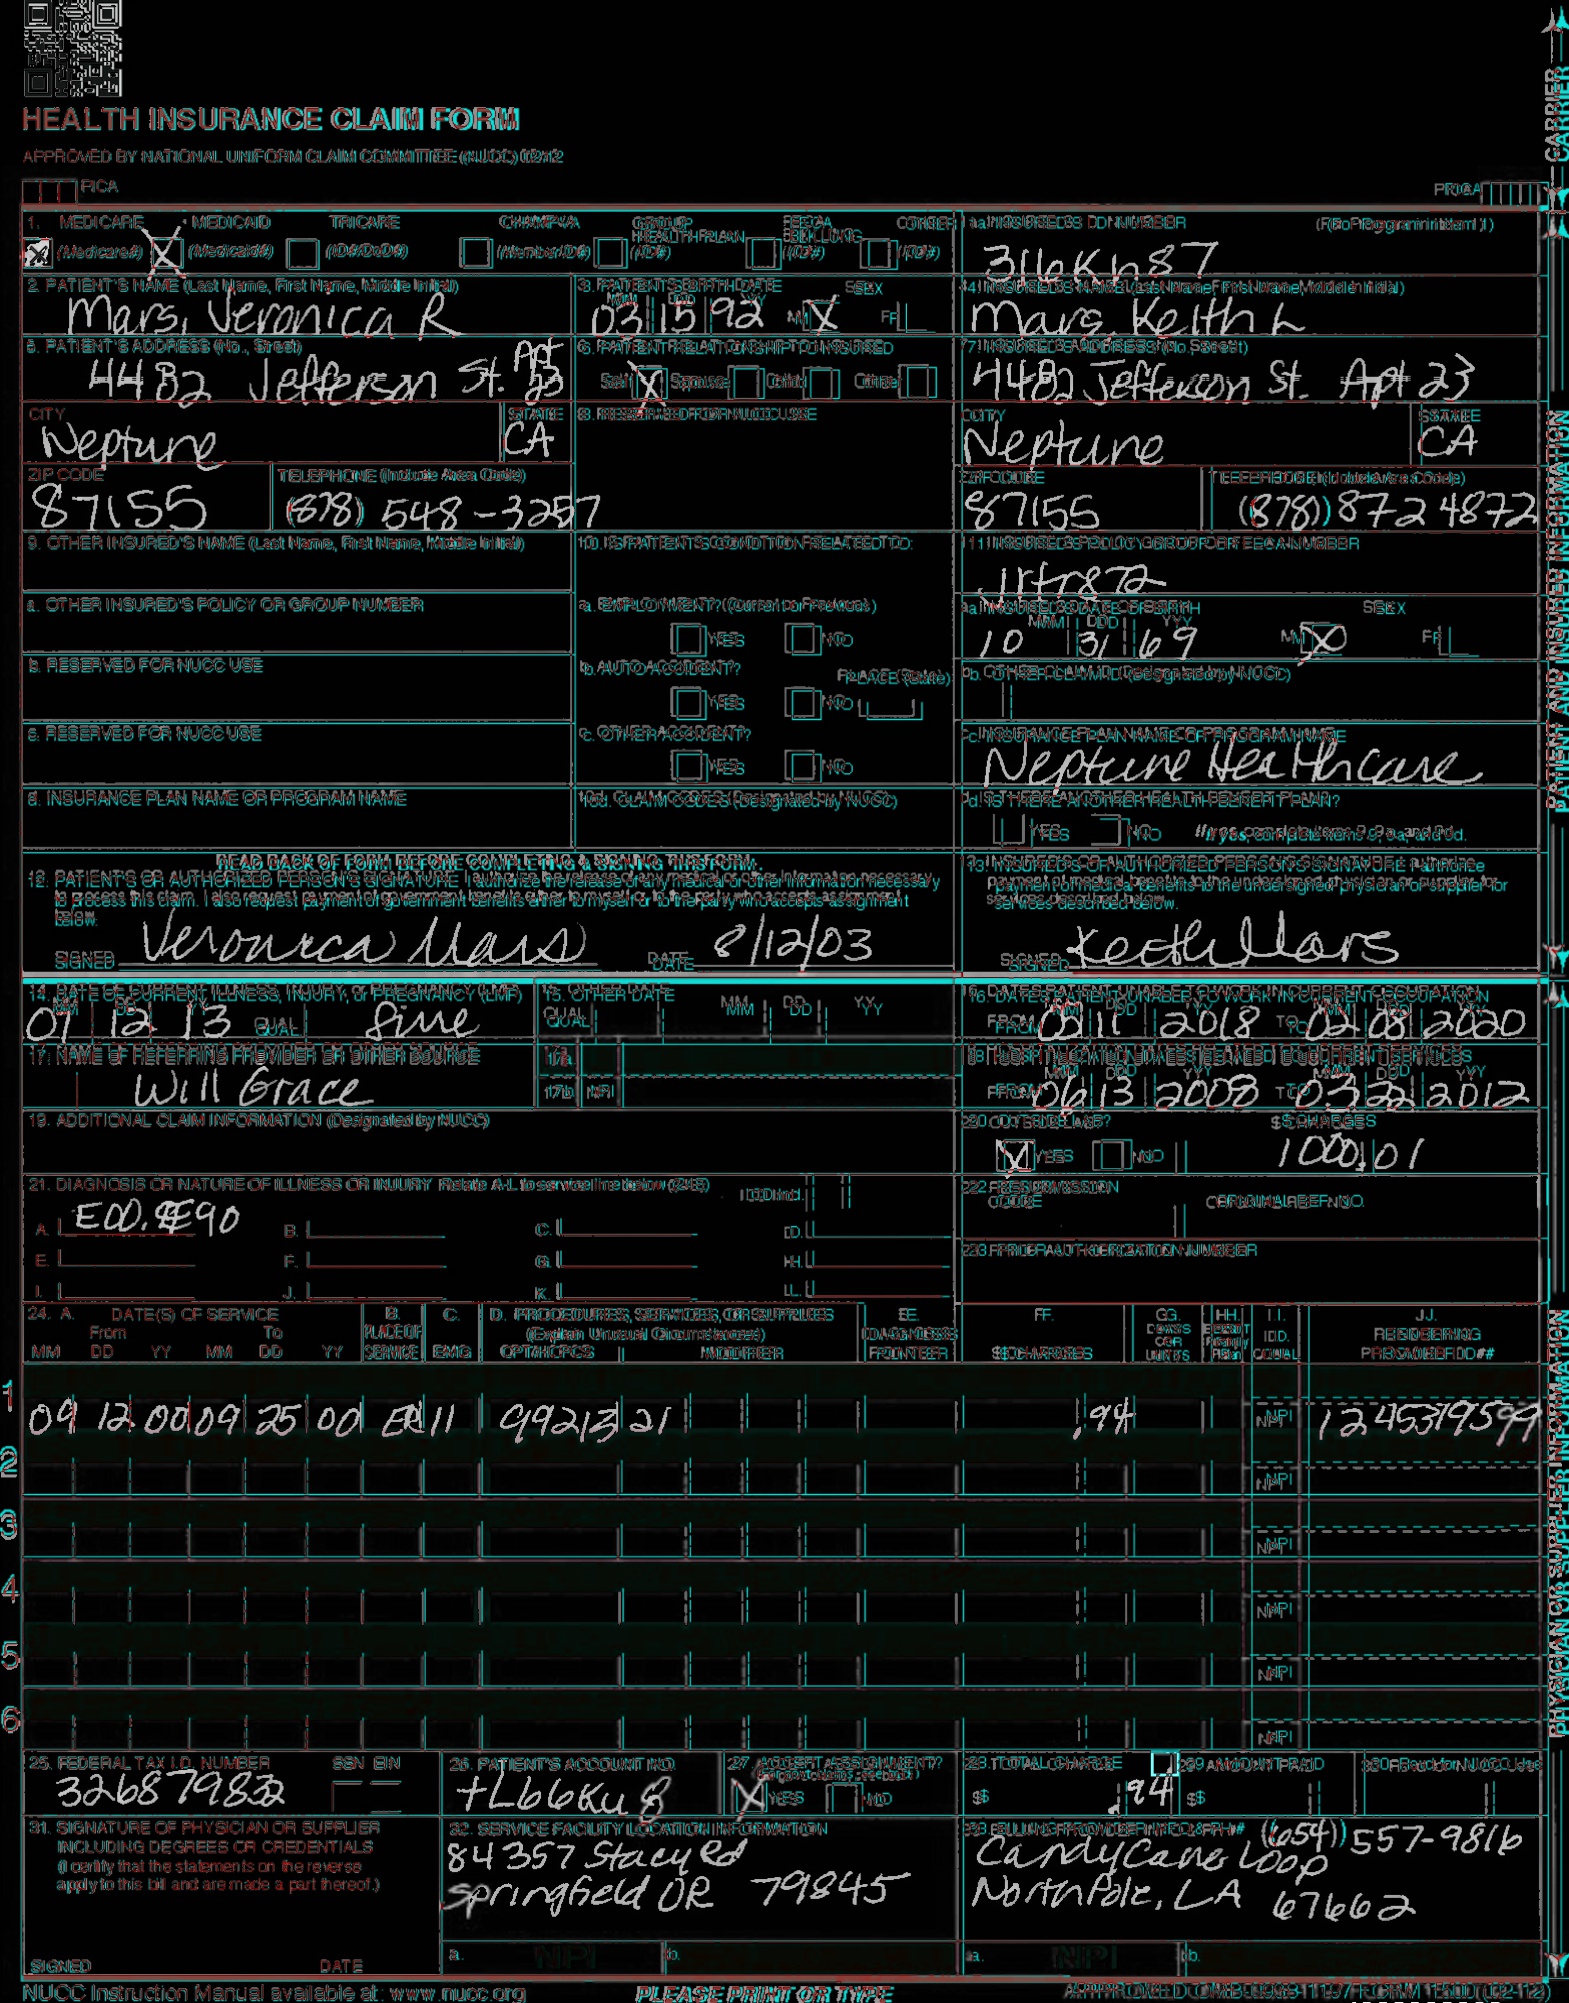 HEALTH INSURANCE CLAIM FORM
APPROVED BY NATIONAL UNIFORM CLAIM COMMITTEE (NUCC) 02/12
PICA PICA
CARRIER
1. MEDICARE MEDICAID TRICARE CHAMPVA GROUP HEALTH PLAN FECA BLK LUNG OTHER
(Medicare#) (Medicaid#) (ID#/DoD#) (Member ID#) (ID#) (ID#) (ID#)
1a. INSURED'S I.D. NUMBER (For Program in Item 1)
316Kh87
2. PATIENT'S NAME (Last Name, First Name, Middle Initial)
Mars, Veronica R
3. PATIENT'S BIRTH DATE SEX
MM DD YY
03 15 92 M X F
4. INSURED'S NAME (Last Name, First Name, Middle Initial)
Mars, Keith L
5. PATIENT'S ADDRESS (No., Street)
4482 Jefferson St. Apt 23
6. PATIENT RELATIONSHIP TO INSURED
Self X Spouse Child Other
7. INSURED'S ADDRESS (No., Street)
4482 Jefferson St. Apt 23
CITY STATE
Neptune CA
8. RESERVED FOR NUCC USE
CITY STATE
Neptune CA
ZIP CODE TELEPHONE (Include Area Code)
87155 (878) 548-3257
ZIP CODE TELEPHONE (Include Area Code)
87155 (878) 872 4872
9. OTHER INSURED'S NAME (Last Name, First Name, Middle Initial)
10. IS PATIENT'S CONDITION RELATED TO:
11. INSURED'S POLICY GROUP OR FECA NUMBER
a. OTHER INSURED'S POLICY OR GROUP NUMBER
a. EMPLOYMENT? (Current or Previous)
YES NO
a. INSURED'S DATE OF BIRTH SEX
MM DD YY
10 31 69 M X F
b. RESERVED FOR NUCC USE
b. AUTO ACCIDENT? PLACE (State)
YES NO
b. OTHER CLAIM ID (Designated by NUCC)
c. RESERVED FOR NUCC USE
c. OTHER ACCIDENT?
YES NO
c. INSURANCE PLAN NAME OR PROGRAM NAME
Neptune Healthcare
d. INSURANCE PLAN NAME OR PROGRAM NAME
10d. CLAIM CODES (Designated by NUCC)
d. IS THERE ANOTHER HEALTH BENEFIT PLAN?
YES NO If yes, complete items 9, 9a, and 9d.
READ BACK OF FORM BEFORE COMPLETING & SIGNING THIS FORM.
12. PATIENT'S OR AUTHORIZED PERSON'S SIGNATURE I authorize the release of any medical or other information necessary
to process this claim. I also request payment of government benefits either to myself or to the party who accepts assignment
below.
SIGNED Veronica Mars DATE 8/12/03
13. INSURED'S OR AUTHORIZED PERSON'S SIGNATURE I authorize
payment of medical benefits to the undersigned physician or supplier for
services described below.
SIGNED Keith Mars
PATIENT AND INSURED INFORMATION
14. DATE OF CURRENT ILLNESS, INJURY, or PREGNANCY (LMP)
MM DD YY
12 13 QUAL.
15. OTHER DATE
QUAL. MM DD YY
16. DATES PATIENT UNABLE TO WORK IN CURRENT OCCUPATION
MM DD YY MM DD YY
FROM 11 2018 TO 02 08 2020
17. NAME OF REFERRING PROVIDER OR OTHER SOURCE
Will Grace
17a.
17b. NPI
18. HOSPITALIZATION DATES RELATED TO CURRENT SERVICES
MM DD YY MM DD YY
FROM 06 13 2008 TO 03 22 2012
19. ADDITIONAL CLAIM INFORMATION (Designated by NUCC)
20. OUTSIDE LAB? $ CHARGES
YES NO 1000 01
21. DIAGNOSIS OR NATURE OF ILLNESS OR INJURY Relate A-L to service line below (24E) ICD Ind.
A. B. C. D.
E. F. G. H.
I. J. K. L.
22. RESUBMISSION CODE ORIGINAL REF. NO.
23. PRIOR AUTHORIZATION NUMBER
24. A. DATE(S) OF SERVICE B. C. D. PROCEDURES, SERVICES, OR SUPPLIES E. F. G. H. I. J.
From To PLACE OF (Explain Unusual Circumstances) DIAGNOSIS DAYS OR EPSDT Family ID. RENDERING
MM DD YY MM DD YY SERVICE EMG CPT/HCPCS MODIFIER POINTER $ CHARGES UNITS Plan QUAL. PROVIDER ID. #
1
09 12 00 09 25 00 ER 11 99213 21 .94 NPI 1245319599
2
NPI
3
NPI
4
NPI
5
NPI
6
NPI
25. FEDERAL TAX I.D. NUMBER SSN EIN
26. PATIENT'S ACCOUNT NO.
+L66Ku8
27. ACCEPT ASSIGNMENT?
(For govt. claims, see back)
X YES NO
28. TOTAL CHARGE
$ .94
29. AMOUNT PAID
$
30. Rsvd for NUCC Use
31. SIGNATURE OF PHYSICIAN OR SUPPLIER
INCLUDING DEGREES OR CREDENTIALS
(I certify that the statements on the reverse
apply to this bill and are made a part thereof.)
SIGNED DATE
32. SERVICE FACILITY LOCATION INFORMATION
84357 Stacy Rd
Springfield OR 79845
a. NPI b.
33. BILLING PROVIDER INFO & PH # (654) 557-9816
Candy Cane Loop
North Pole, LA 67662
a. NPI b.
PHYSICIAN OR SUPPLIER INFORMATION
NUCC Instruction Manual available at: www.nucc.org
PLEASE PRINT OR TYPE
APPROVED OMB-0938-1197 FORM 1500 (02-12)